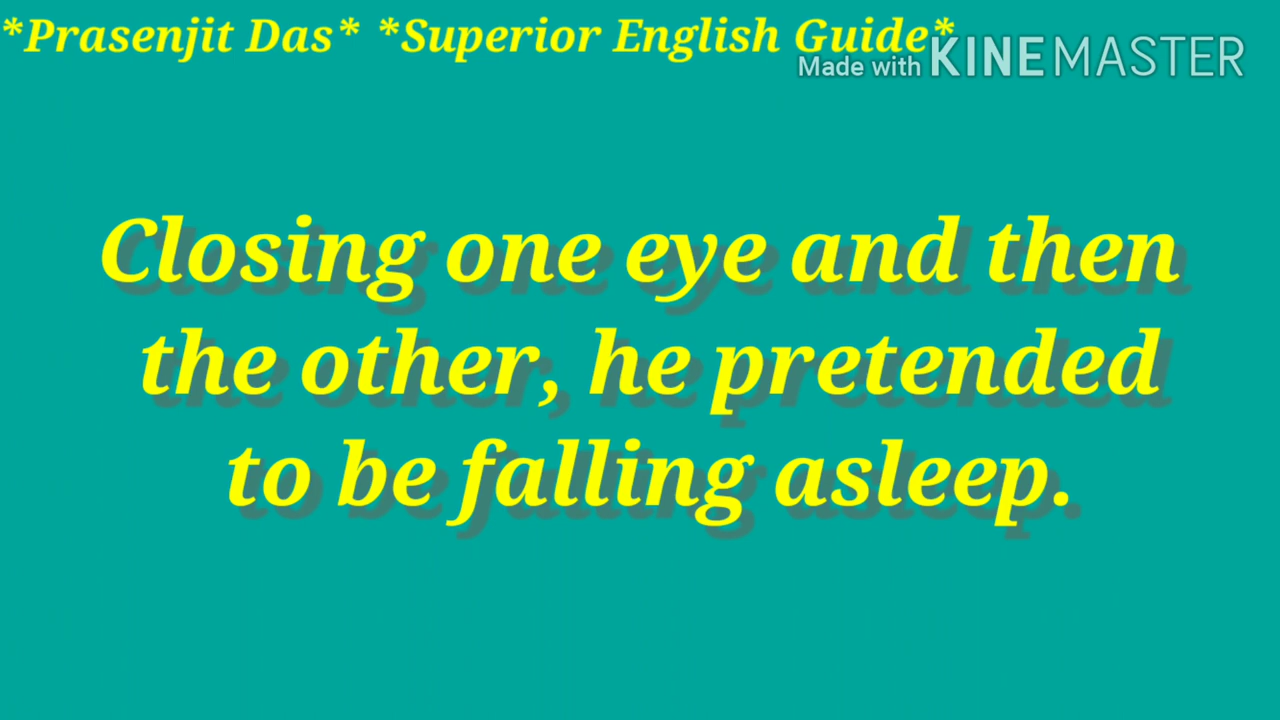 *Prasenjit Das* *Superior English Guide*
Made with KINEMASTER
Closing one eye and then
the other, he pretended
to be falling asleep.